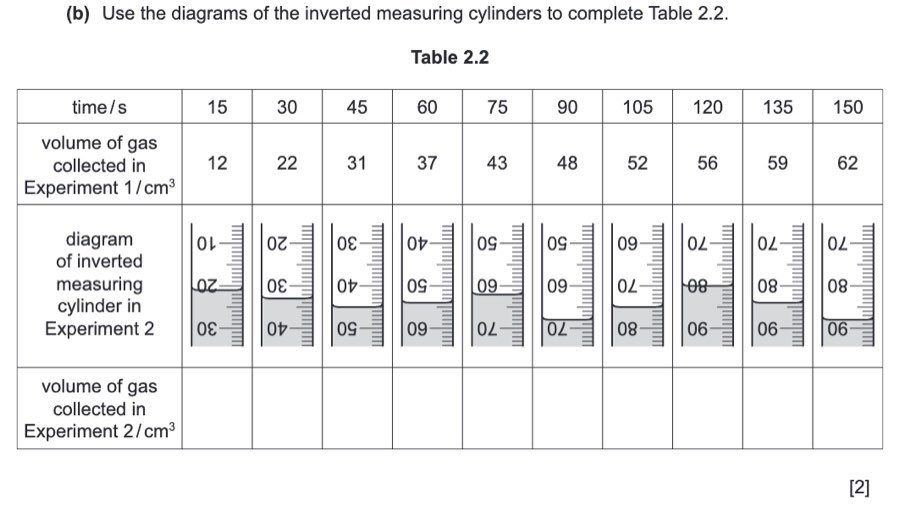 (b) Use the diagrams of the inverted measuring cylinders to complete Table 2.2.
Table 2.2
time / s 15 30 45 60 75 90 105 120 135 150
volume of gas
collected in
Experiment 1 / cm³ 12 22 31 37 43 48 52 56 59 62
diagram
of inverted
measuring
cylinder in
Experiment 2
10 20 30 40 50 50 60 70 70 70
20 30 40 50 60 60 70 80 80 80
30 40 50 60 70 70 80 90 90 90
volume of gas
collected in
Experiment 2 / cm³
[2]